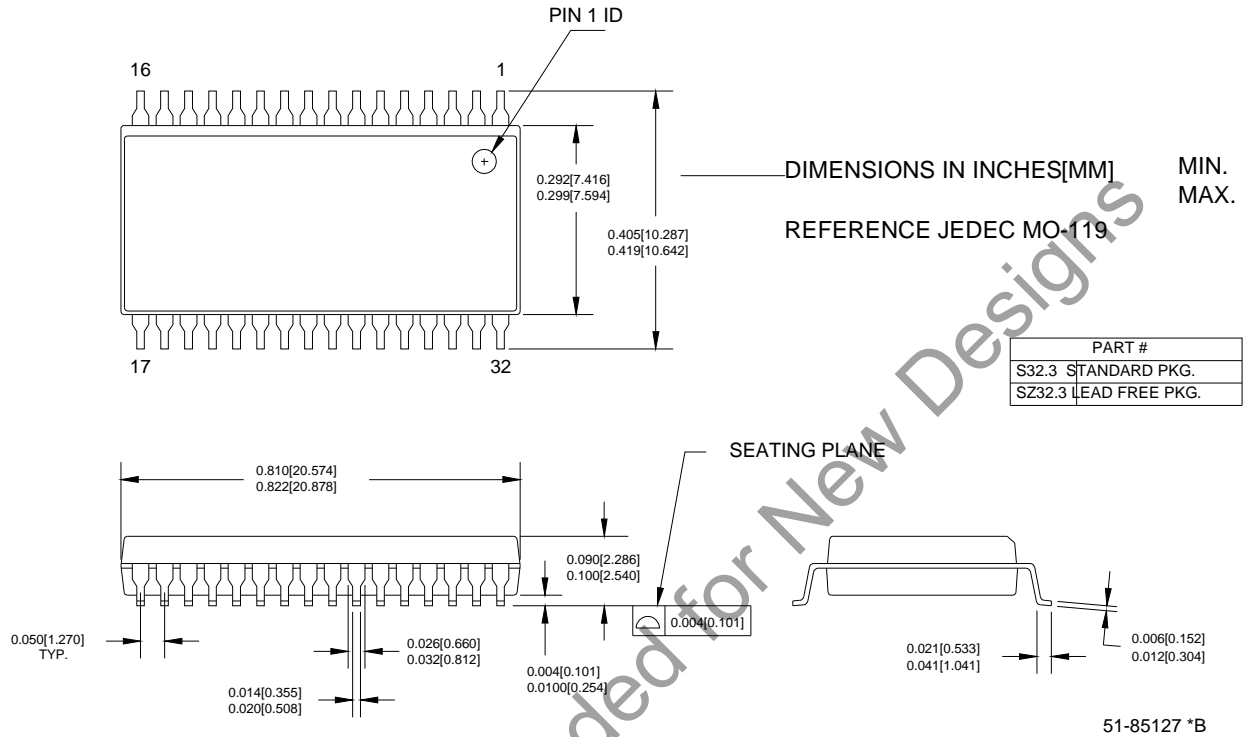 PIN 1 ID
16 1
0.292[7.416]
0.299[7.594]
0.405[10.287]
0.419[10.642]
DIMENSIONS IN INCHES[MM] MIN.
MAX.
REFERENCE JEDEC MO-119
17 32
PART #
S32.3 STANDARD PKG.
SZ32.3 LEAD FREE PKG.
SEATING PLANE
0.810[20.574]
0.822[20.878]
0.090[2.286]
0.100[2.540]
0.004[0.101]
0.050[1.270]
TYP.
0.026[0.660]
0.032[0.812]
0.014[0.355]
0.020[0.508]
0.004[0.101]
0.0100[0.254]
0.021[0.533]
0.041[1.041]
0.006[0.152]
0.012[0.304]
51-85127 *B
ded for New Designs